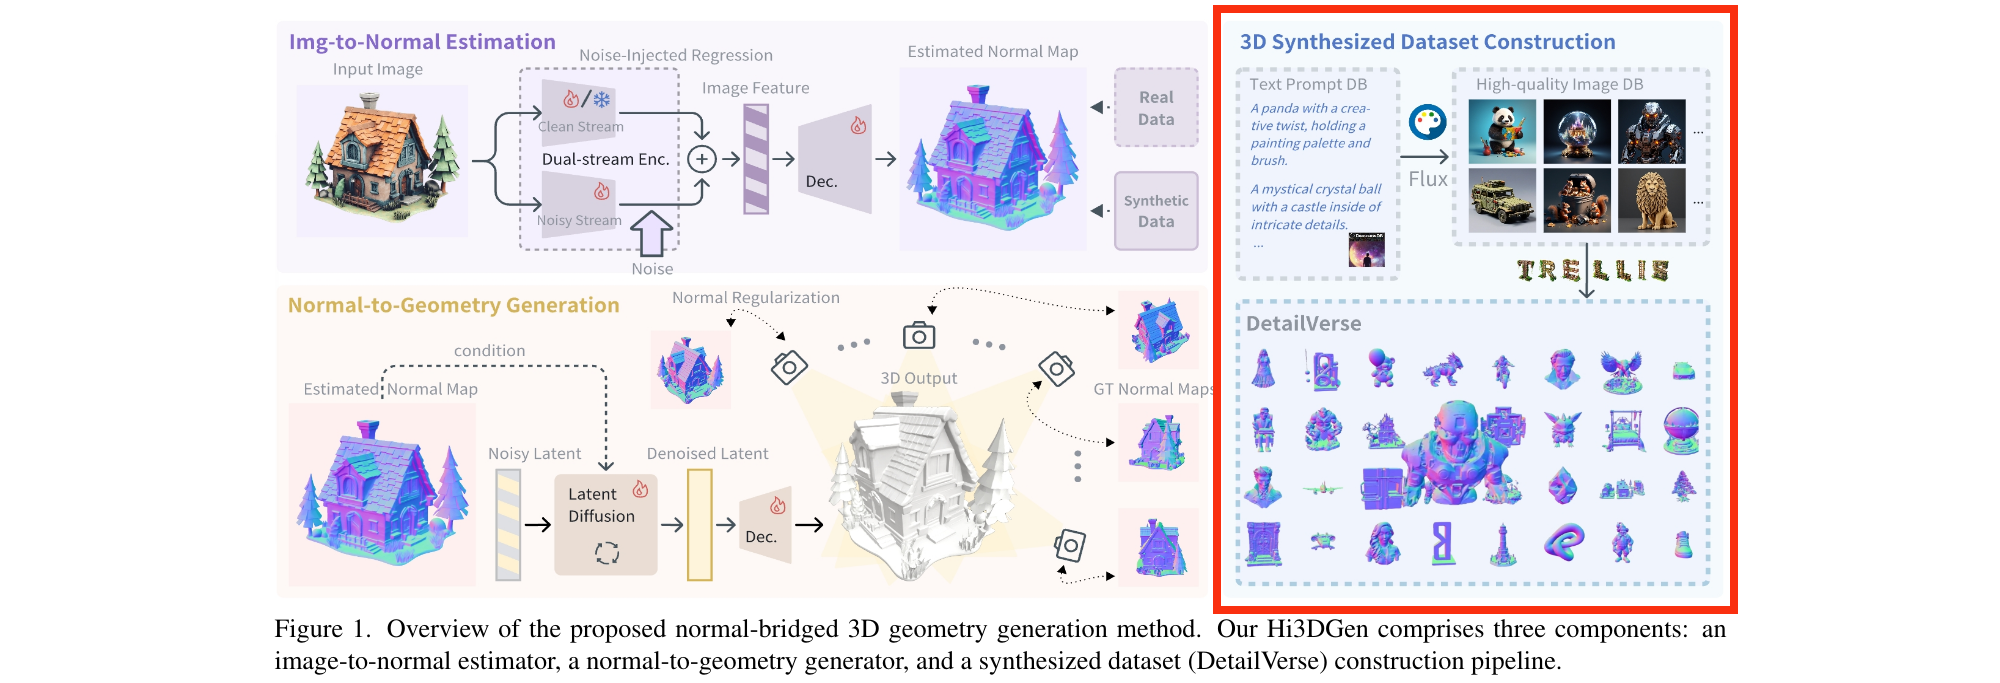 Img-to-Normal Estimation
Input Image
Noise-Injected Regression
Clean Stream
Dual-stream Enc.
Noisy Stream
Noise
Image Feature
Dec.
Estimated Normal Map
Real
Data
Synthetic
Data
Normal-to-Geometry Generation
condition
Estimated Normal Map
Noisy Latent
Latent
Diffusion
Denoised Latent
Dec.
Normal Regularization
3D Output
GT Normal Maps
3D Synthesized Dataset Construction
Text Prompt DB
A panda with a crea-
tive twist, holding a
painting palette and
brush.
A mystical crystal ball
with a castle inside of
intricate details.
...
Flux
High-quality Image DB
...
...
TRELLIS
DetailVerse
Figure 1. Overview of the proposed normal-bridged 3D geometry generation method. Our Hi3DGen comprises three components: an
image-to-normal estimator, a normal-to-geometry generator, and a synthesized dataset (DetailVerse) construction pipeline.